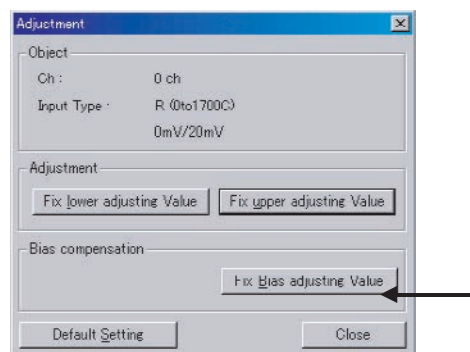 Adjuctment
Object
Ch : 0 ch
Input Type · R (0to1700C)
0mV/20mV
Adjustment
Fix lower adjusting Value Fix upper adjusting Value
Bias compensation
Fix Bias adjusting Value
Default Setting Close